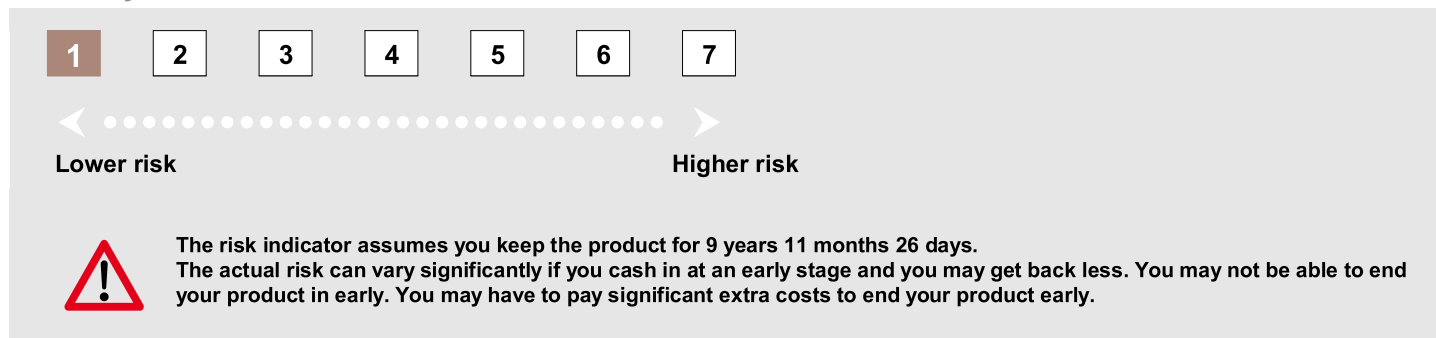 1 2 3 4 5 6 7
Lower risk Higher risk
The risk indicator assumes you keep the product for 9 years 11 months 26 days.
The actual risk can vary significantly if you cash in at an early stage and you may get back less. You may not be able to end
your product in early. You may have to pay significant extra costs to end your product early.